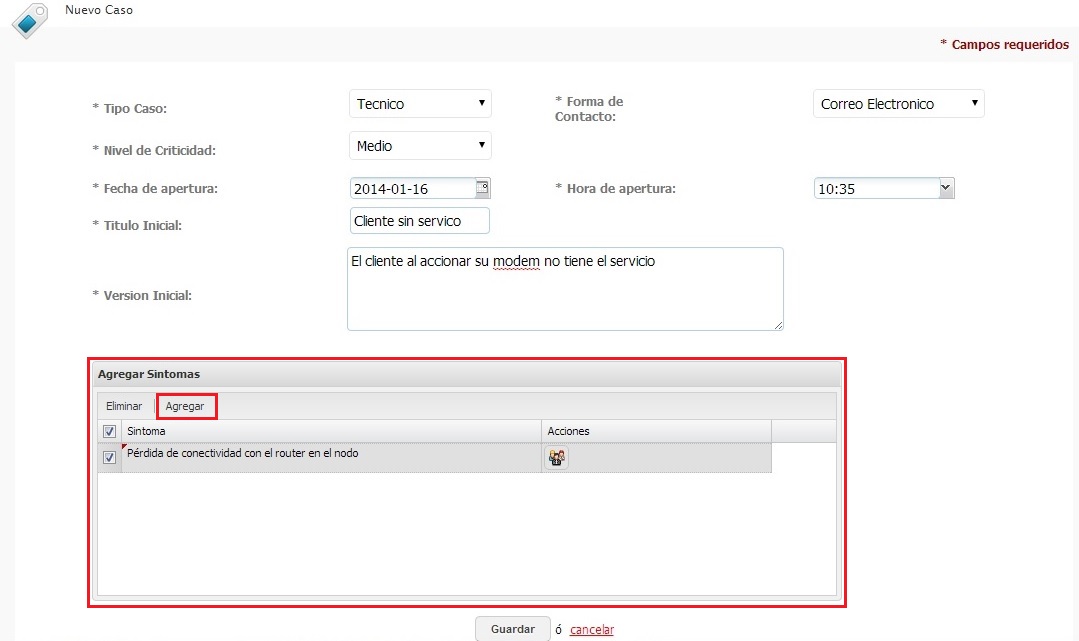 Nuevo Caso
* Campos requeridos
* Tipo Caso: Tecnico * Forma de Contacto: Correo Electronico
* Nivel de Criticidad: Medio
* Fecha de apertura: 2014-01-16 * Hora de apertura: 10:35
* Titulo Inicial: Cliente sin servico
* Version Inicial: El cliente al accionar su modem no tiene el servicio
Agregar Sintomas
Eliminar Agregar
Sintoma Acciones
Pérdida de conectividad con el router en el nodo
Guardar ó cancelar